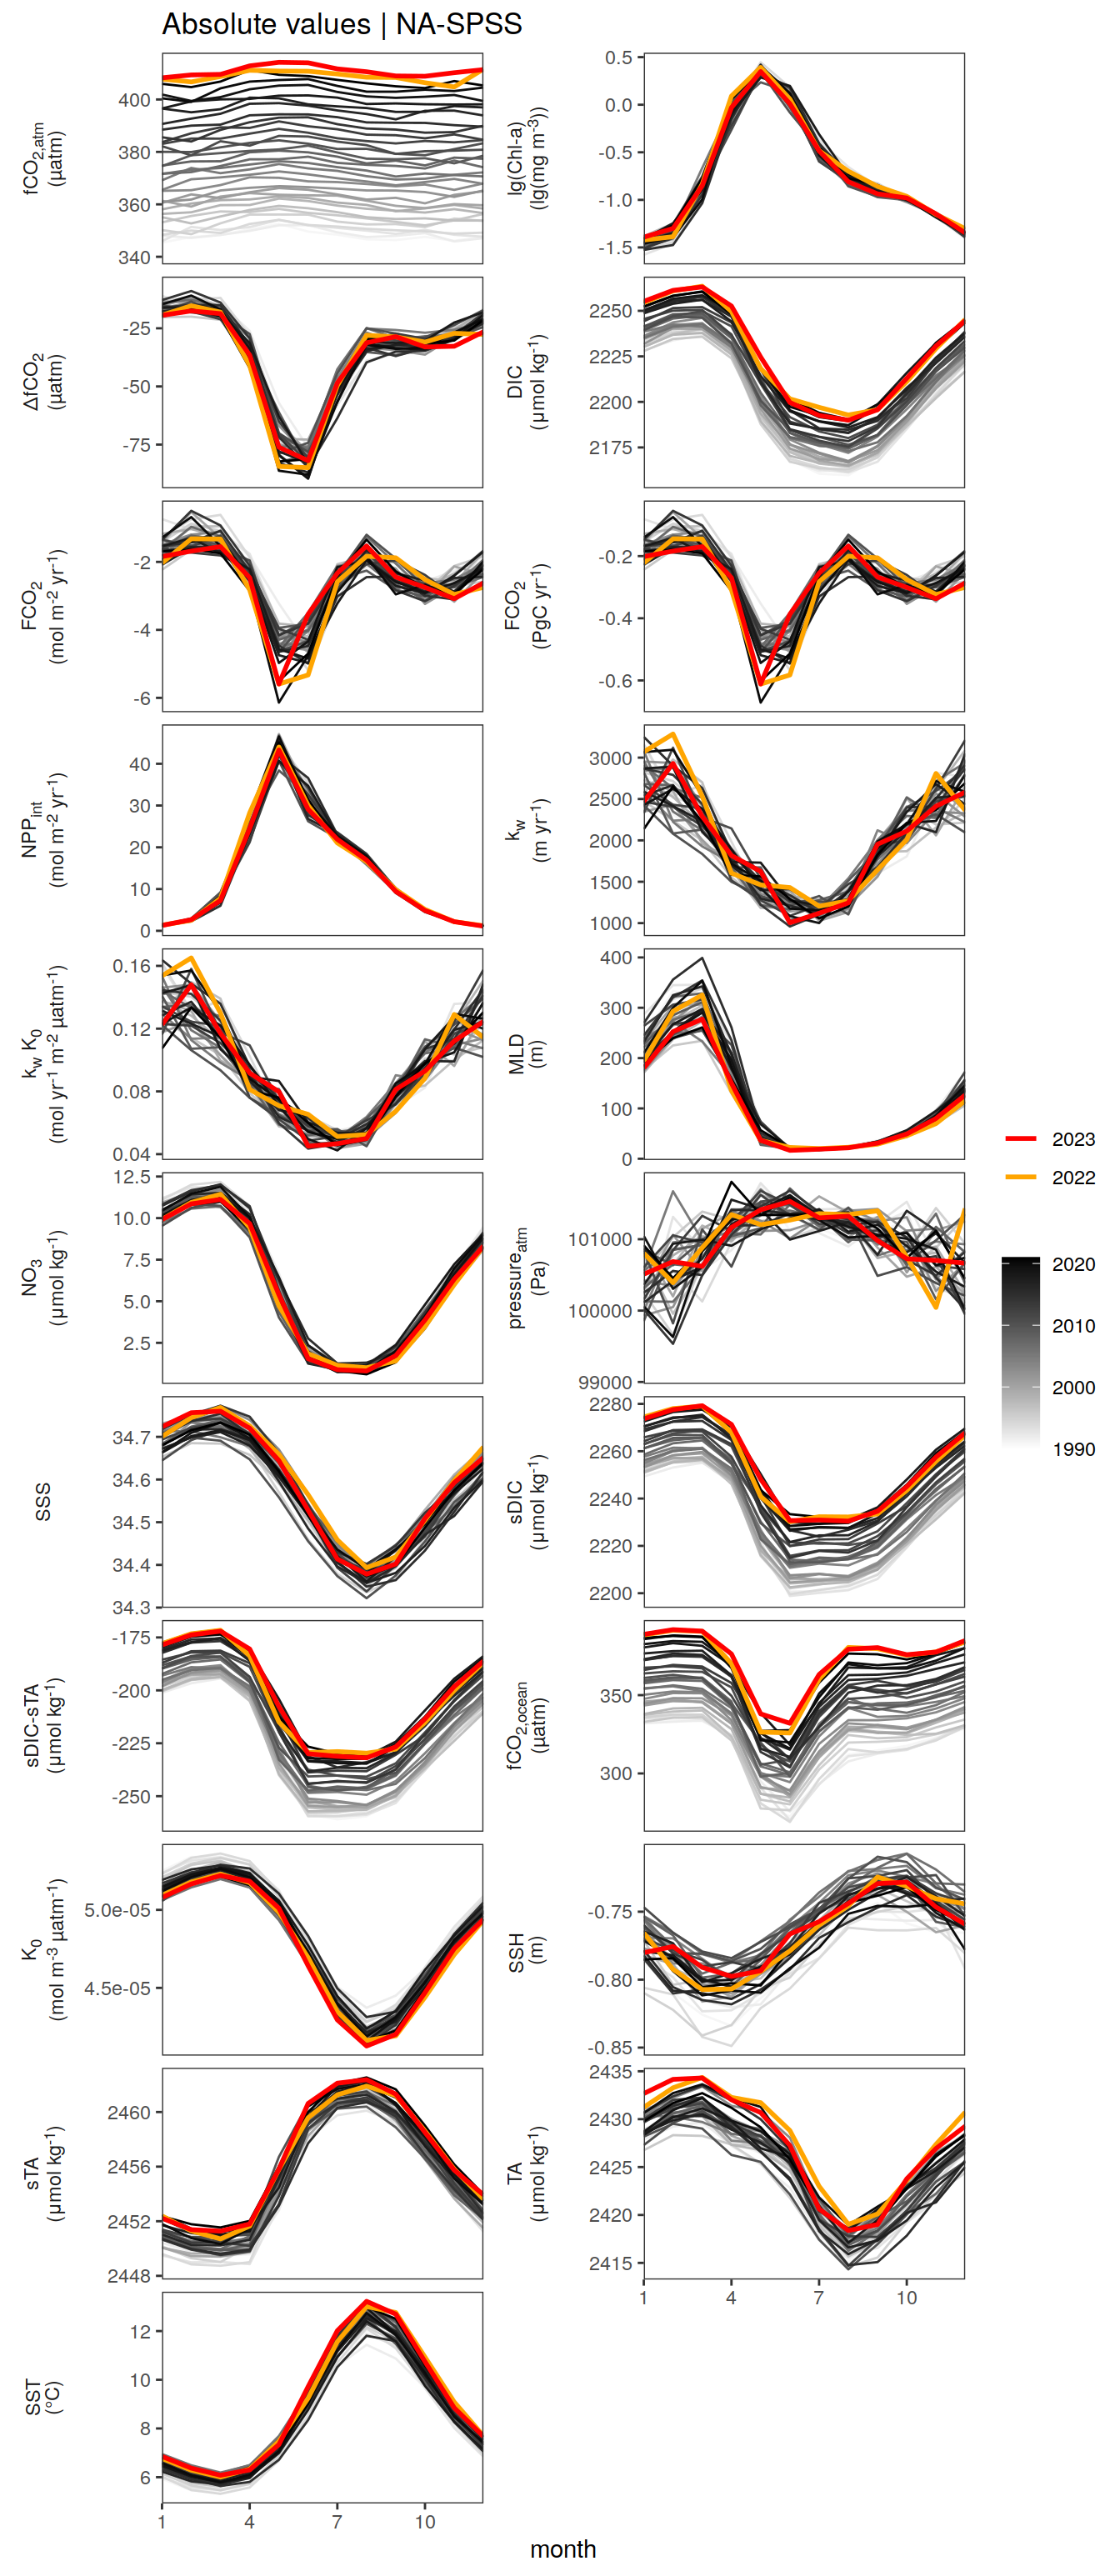 Absolute values | NA-SPSS
fCO2,atm
(µatm)
400
380
360
340
lg(Chl-a)
(lg(mg m-3))
0.5
0.0
-0.5
-1.0
-1.5
ΔfCO2
(µatm)
-25
-50
-75
DIC
(µmol kg-1)
2250
2225
2200
2175
FCO2
(mol m-2 yr-1)
-2
-4
-6
FCO2
(PgC yr-1)
-0.2
-0.4
-0.6
NPPint
(mol m-2 yr-1)
40
30
20
10
0
kw
(m yr-1)
3000
2500
2000
1500
1000
kw K0
(mol yr-1 m-2 µatm-1)
0.16
0.12
0.08
0.04
MLD
(m)
400
300
200
100
0
NO3
(µmol kg-1)
12.5
10.0
7.5
5.0
2.5
pressureatm
(Pa)
101000
100000
99000
SSS
34.7
34.6
34.5
34.4
34.3
sDIC
(µmol kg-1)
2280
2260
2240
2220
2200
sDIC-sTA
(µmol kg-1)
-175
-200
-225
-250
fCO2,ocean
(µatm)
350
300
K0
(mol m-3 µatm-1)
5.0e-05
4.5e-05
SSH
(m)
-0.75
-0.80
-0.85
sTA
(µmol kg-1)
2460
2456
2452
2448
TA
(µmol kg-1)
2435
2430
2425
2420
2415
1 4 7 10
SST
(°C)
12
10
8
6
1 4 7 10
month
2023
2022
2020
2010
2000
1990